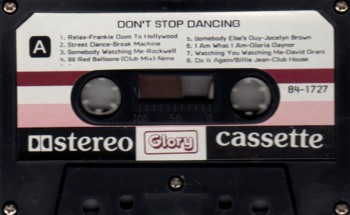 DON'T STOP DANCING
A
1. Relax-Frankie Goes To Hollywood
2. Street Dance-Break Machine
3. Somebody Watching Me-Rockwell
4. 99 Red Balloons (Club Mix)-Nena
5. Somebody Else's Guy-Jocelyn Brown
6. I Am What I Am-Gloria Gaynor
7. Watching You Watching Me-David Grant
8. Do it Again/Billie Jean-Club House
84-1727
100 50 0
stereo Glory cassette